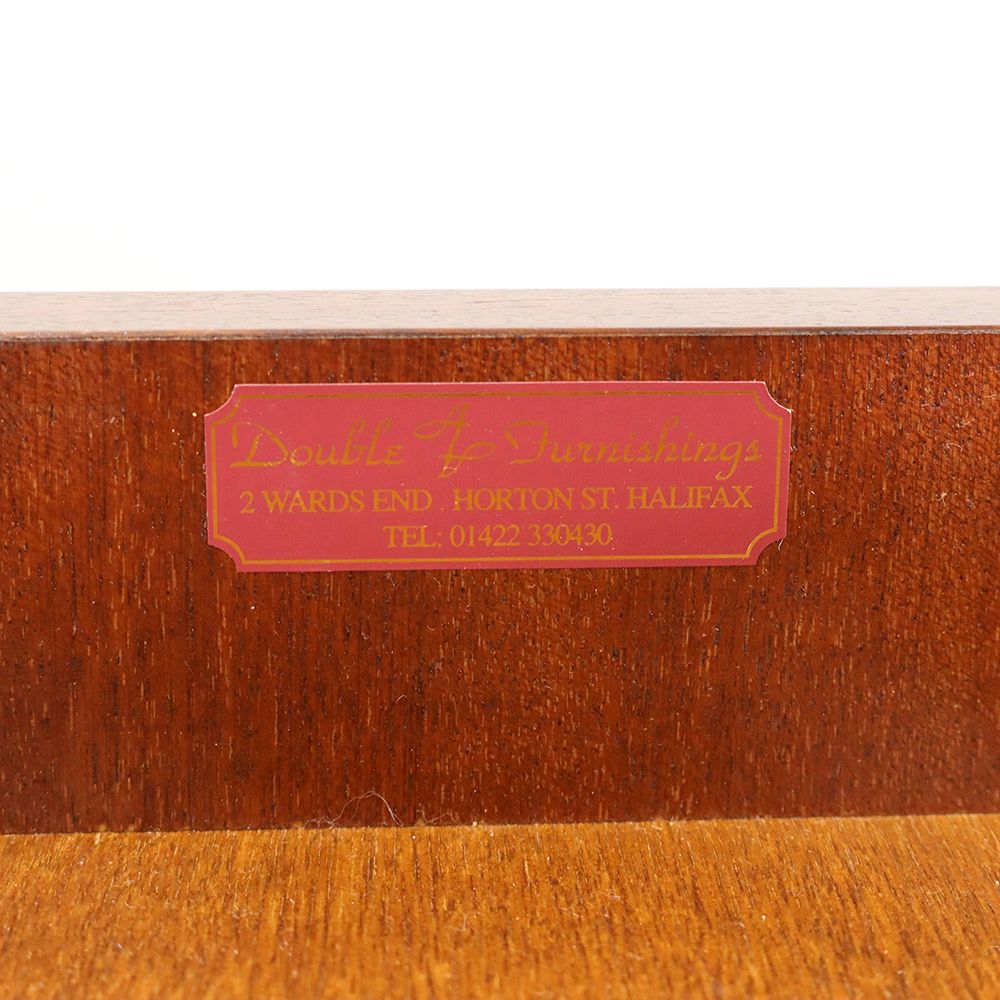 Double A Furnishings
2 WARDS END . HORTON ST. HALIFAX
TEL: 01422 330430